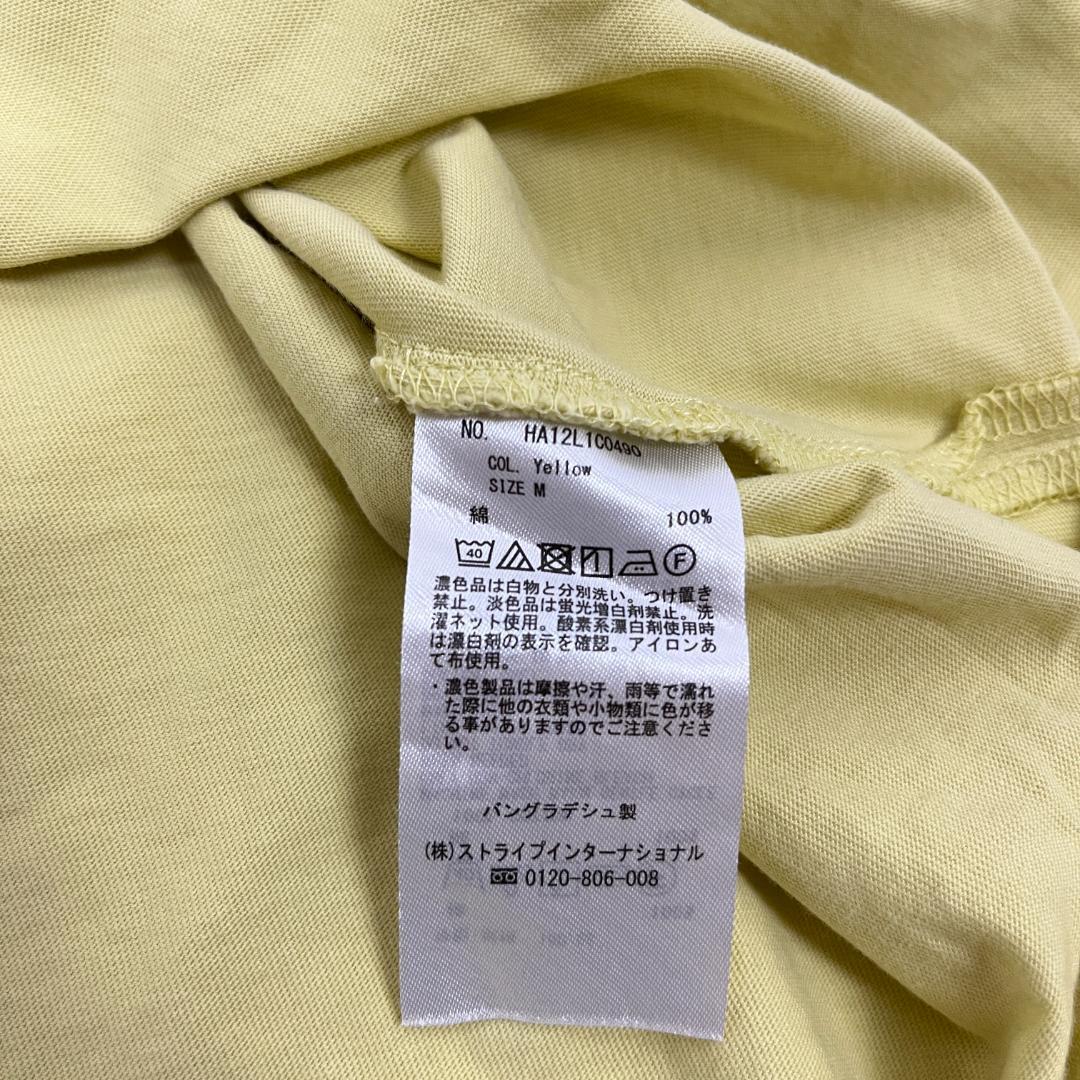 NO. HA12L1C0490
COL. Yellow
SIZE M
綿 100%
40 F
濃色品は白物と分別洗い。つけ置き
禁止。淡色品は蛍光増白剤禁止。洗
濯ネット使用。酸素系漂白剤使用時
は漂白剤の表示を確認。アイロンあ
て布使用。
・濃色製品は摩擦や汗、雨等で濡れ
た際に他の衣類や小物類に色が移
る事がありますのでご注意くださ
い。
バングラデシュ製
(株)ストライプインターナショナル
0120-806-008